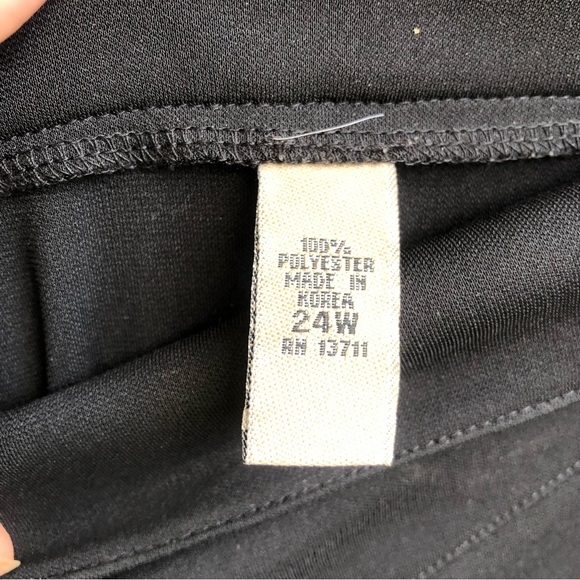 100%
POLYESTER
MADE IN
KOREA
24W
RN 13711